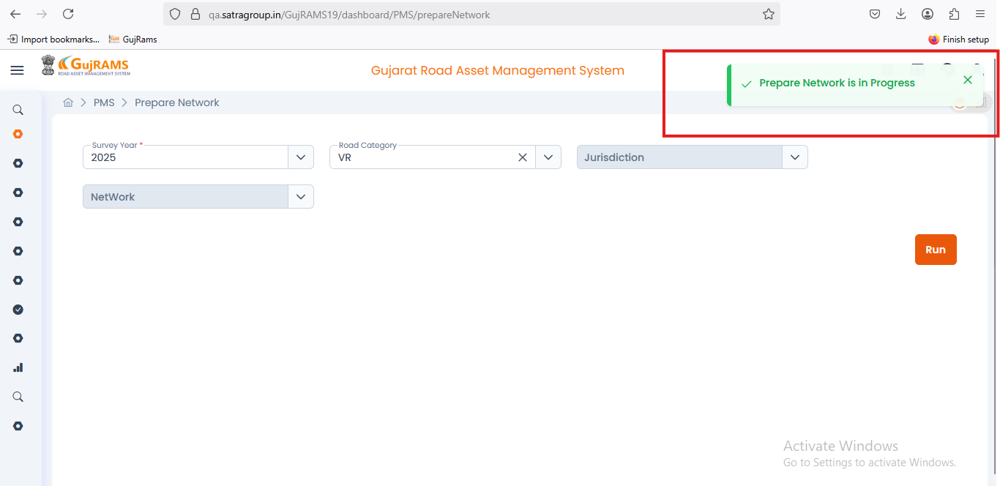 qa.satragroup.in/GujRAMS19/dashboard/PMS/prepareNetwork
Import bookmarks... GujRams Finish setup
GujRAMS
ROAD ASSET MANAGEMENT SYSTEM
Gujarat Road Asset Management System
Prepare Network is in Progress
PMS Prepare Network
Survey Year * Road Category
2025 VR Jurisdiction
NetWork
Run
Activate Windows
Go to Settings to activate Windows.